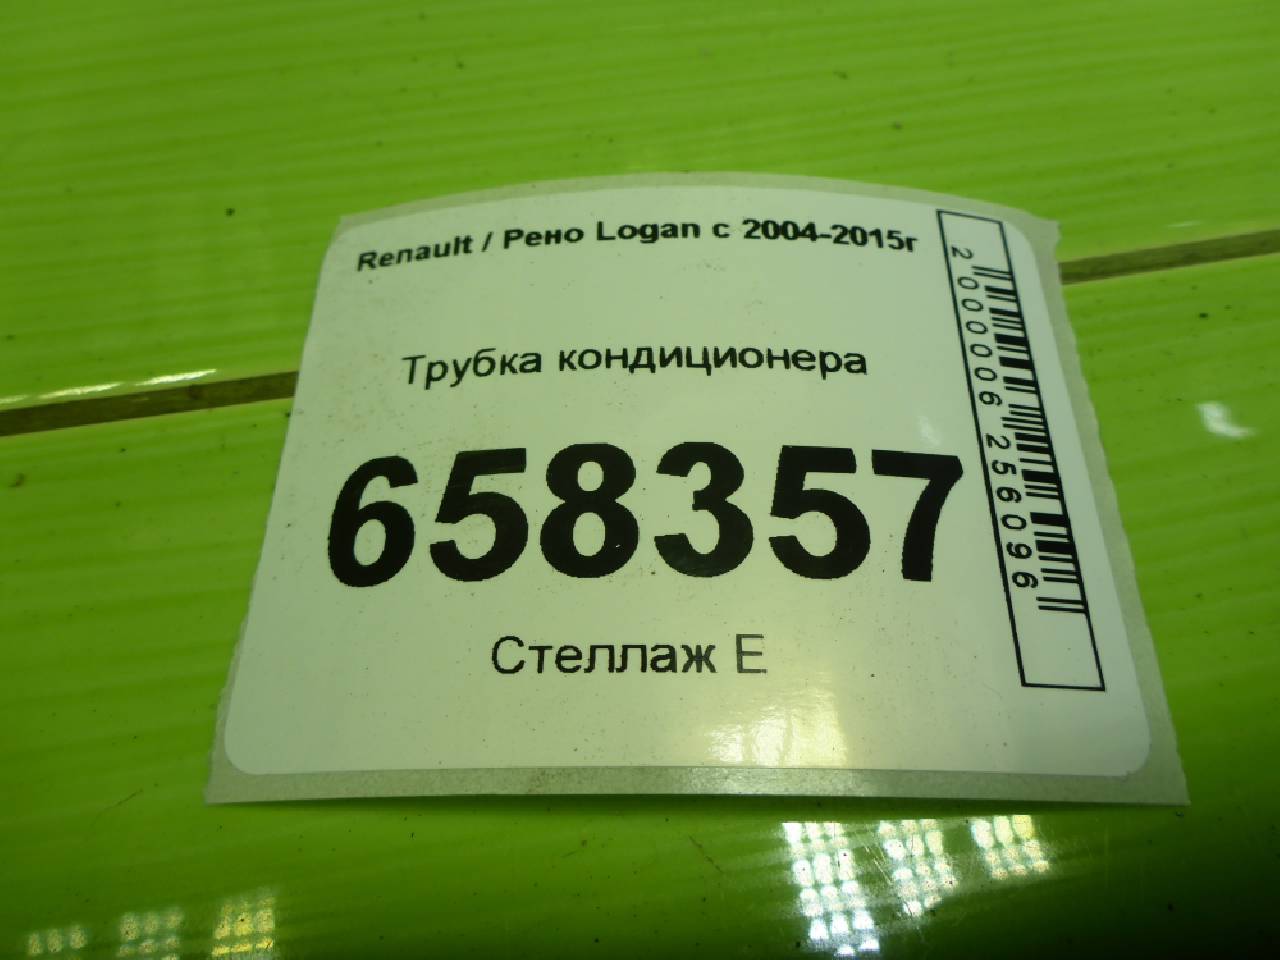 Renault / Рено Logan с 2004-2015г
Трубка кондиционера
658357
Стеллаж Е
2000006256096